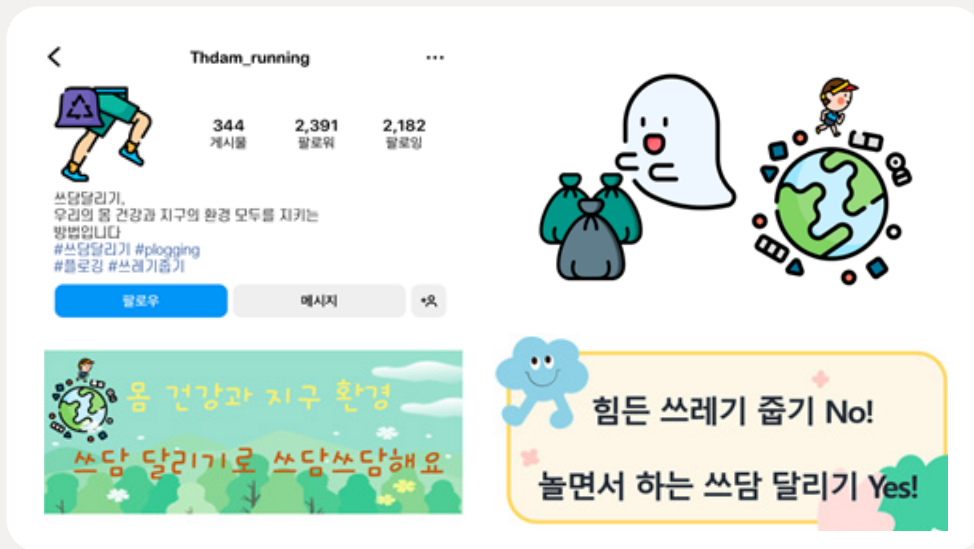 Thdam_running
344 2,391 2,182
게시물 팔로워 팔로잉
쓰담달리기,
우리의 몸 건강과 지구의 환경 모두를 지키는
방법입니다
#쓰담달리기 #plogging
#플로깅 #쓰레기줍기
팔로우 메시지
몸 건강과 지구 환경
쓰담 달리기로 쓰담쓰담해요
힘든 쓰레기 줍기 No!
놀면서 하는 쓰담 달리기 Yes!